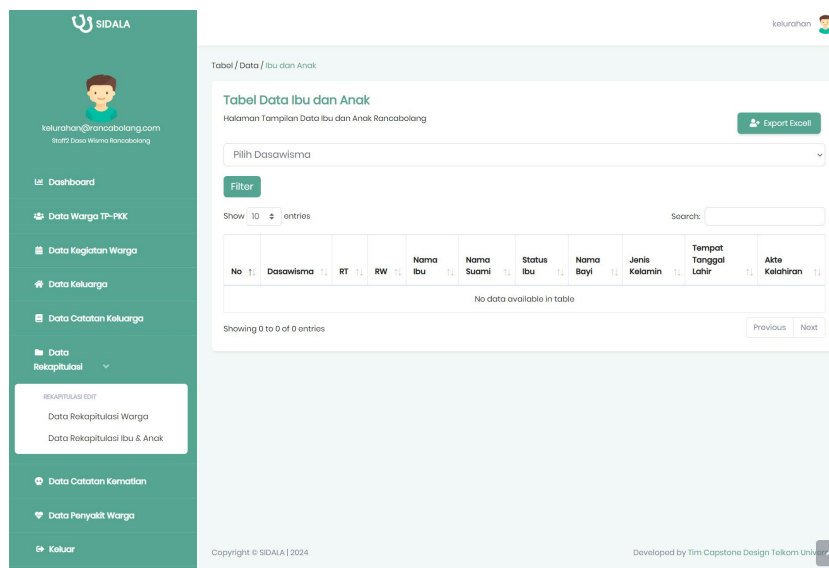 SIDALA
kelurahan
kelurahan@rancabolang.com
Staff2 Dasa Wisma Rancabolang
Dashboard
Data Warga TP-PKK
Data Kegiatan Warga
Data Keluarga
Data Catatan Keluarga
Data
Rekapitulasi
REKAPITULASI EDIT
Data Rekapitulasi Warga
Data Rekapitulasi Ibu & Anak
Data Catatan Kematian
Data Penyakit Warga
Keluar
Tabel / Data / Ibu dan Anak
Tabel Data Ibu dan Anak
Halaman Tampilan Data Ibu dan Anak Rancabolang
Export Excell
Pilih Dasawisma
Filter
Show 10 entries
Search:
No Dasawisma RT RW Nama Ibu Nama Suami Status Ibu Nama Bayi Jenis Kelamin Tempat Tanggal Lahir Akte Kelahiran
No data available in table
Showing 0 to 0 of 0 entries
Previous Next
Copyright © SIDALA | 2024
Developed by Tim Capstone Design Telkom